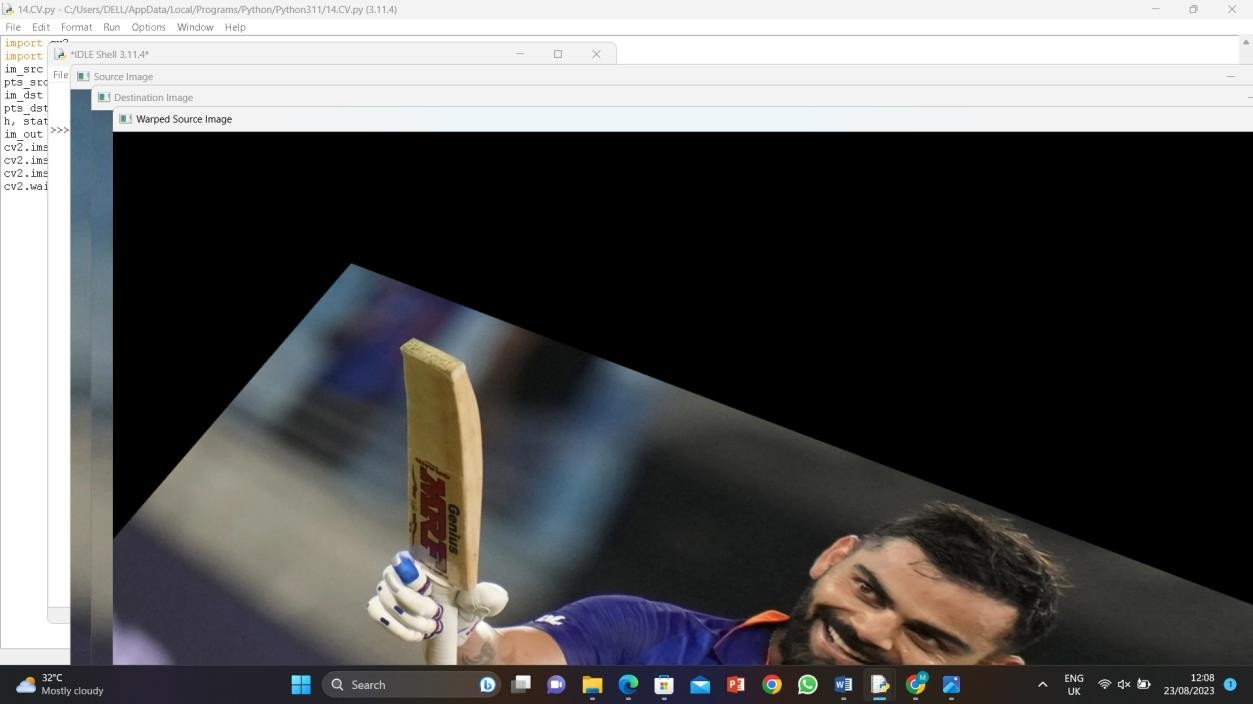 14.CV.py - C:/Users/DELL/AppData/Local/Programs/Python/Python311/14.CV.py (3.11.4)
File Edit Format Run Options Window Help
import cv2
import
im_src
pts_src
im_dst
pts_dst
h, stat
im_out
cv2.ims
cv2.ims
cv2.ims
cv2.wai
*IDLE Shell 3.11.4*
File
>>>
Source Image
Destination Image
Warped Source Image
Genius
MRF
32°C
Mostly cloudy
Search
ENG
UK
12:08
23/08/2023
1